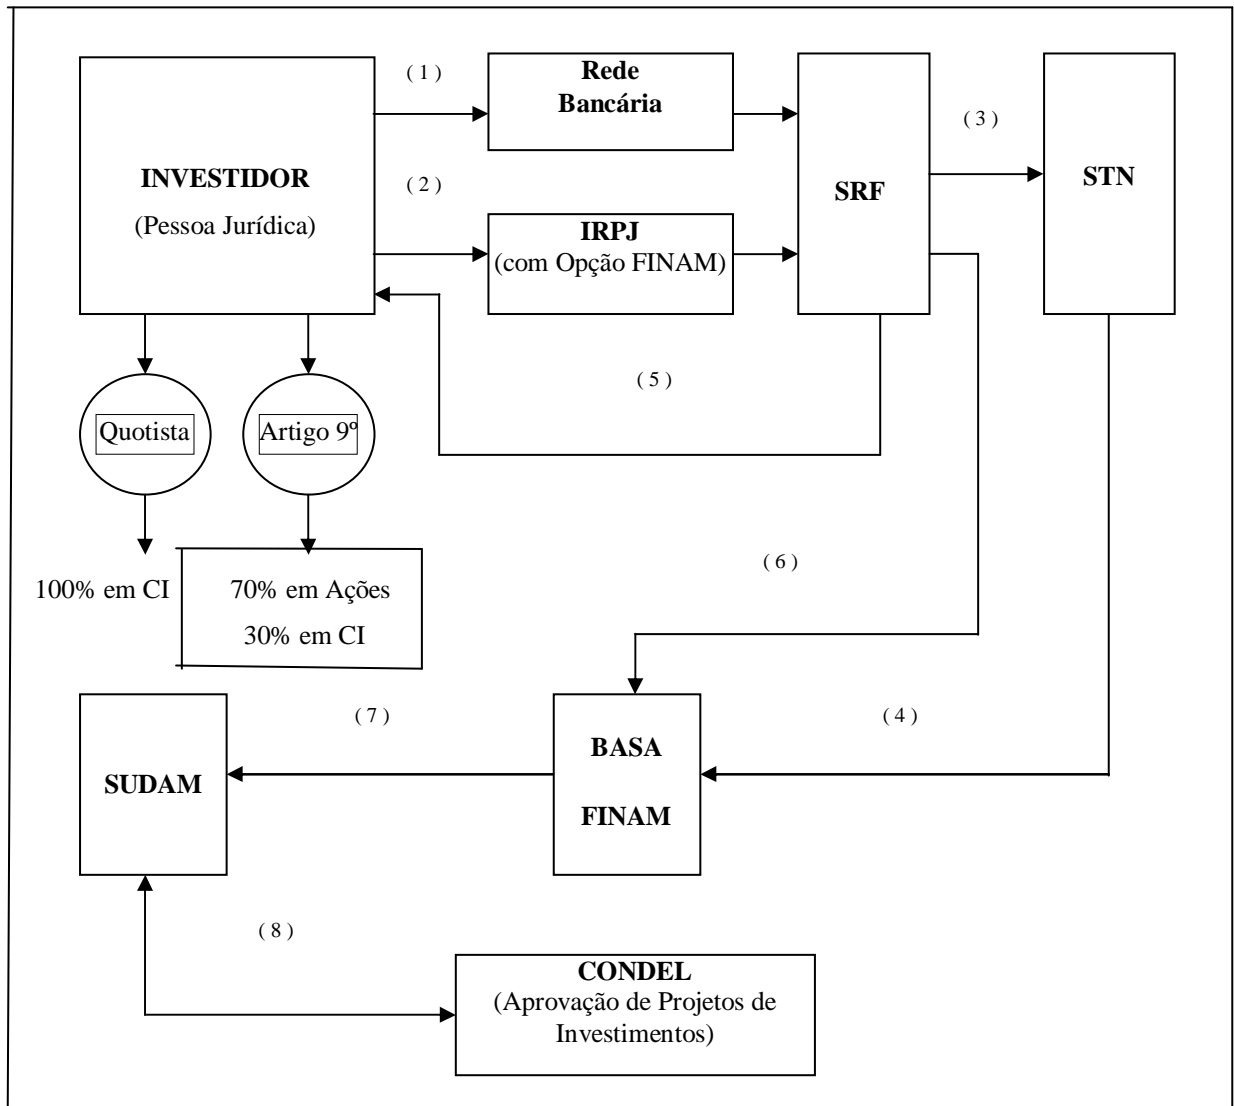 ( 1 )
Rede
Bancária
( 3 )
INVESTIDOR
(Pessoa Jurídica)
( 2 )
SRF
STN
IRPJ
(com Opção FINAM)
( 5 )
Quotista
Artigo 9º
( 6 )
100% em CI
70% em Ações
30% em CI
( 7 )
( 4 )
SUDAM
BASA
FINAM
( 8 )
CONDEL
(Aprovação de Projetos de
Investimentos)